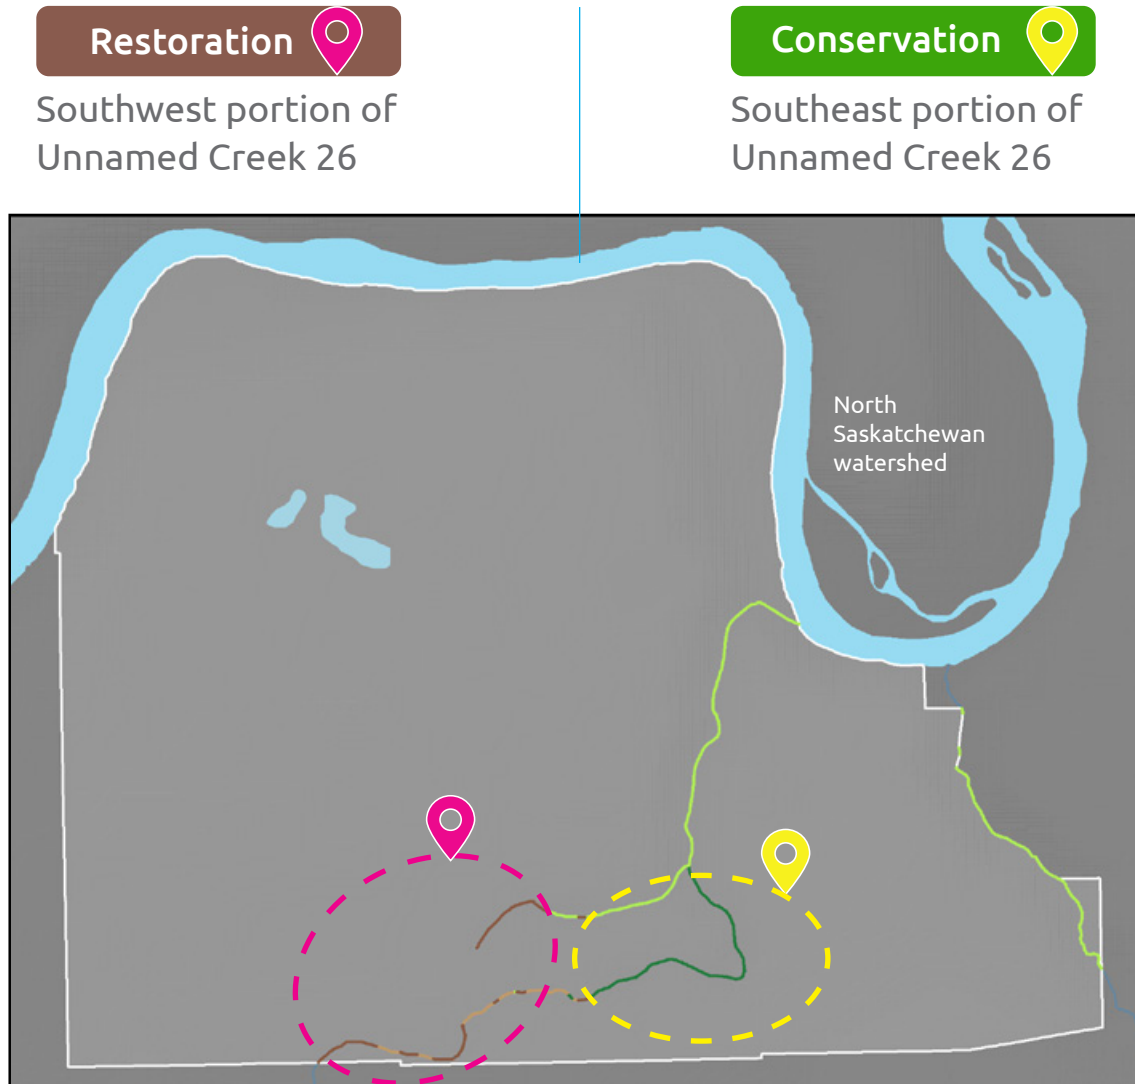 Restoration
Southwest portion of
Unnamed Creek 26
Conservation
Southeast portion of
Unnamed Creek 26
North
Saskatchewan
watershed